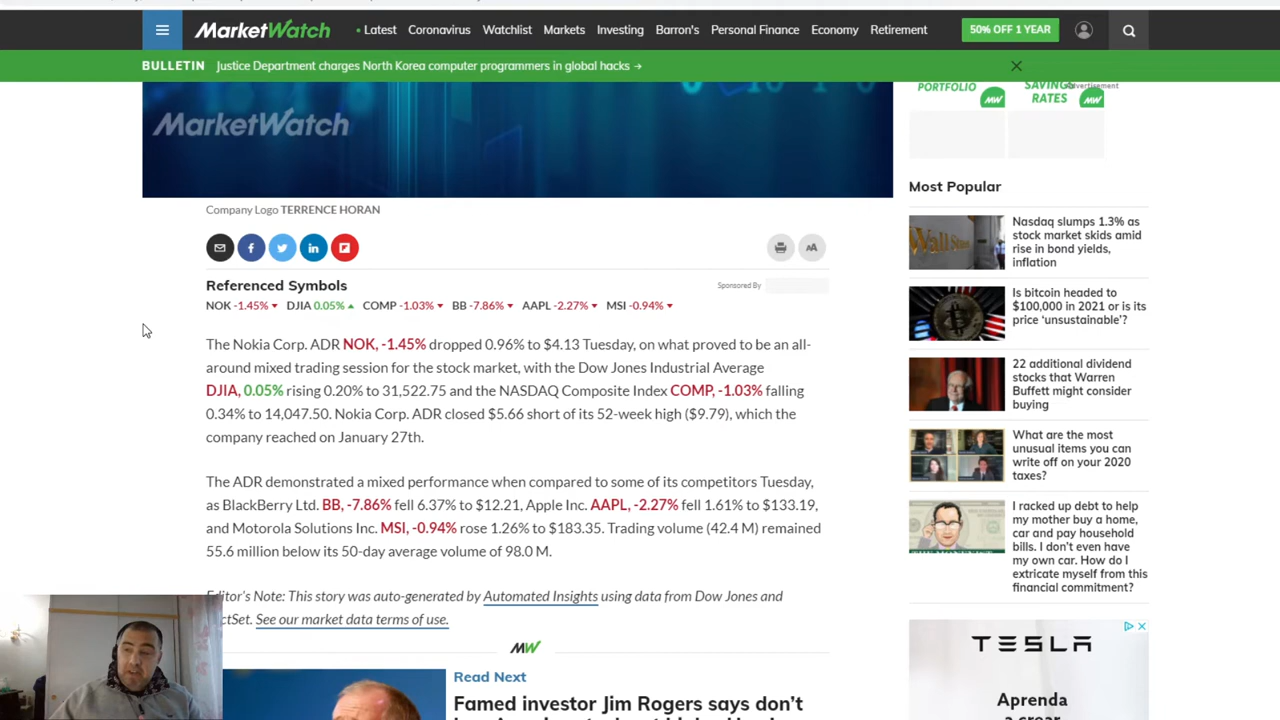 MarketWatch
Latest Coronavirus Watchlist Markets Investing Barron's Personal Finance Economy Retirement
50% OFF 1 YEAR
BULLETIN Justice Department charges North Korea computer programmers in global hacks →
MarketWatch
PORTFOLIO
SAVINGS
RATES
Advertisement
MW
MW
Company Logo TERRENCE HORAN
AA
Referenced Symbols
Sponsored By
NOK -1.45% DJIA 0.05% COMP -1.03% BB -7.86% AAPL -2.27% MSI -0.94%
The Nokia Corp. ADR NOK, -1.45% dropped 0.96% to $4.13 Tuesday, on what proved to be an all-
around mixed trading session for the stock market, with the Dow Jones Industrial Average
DJIA, 0.05% rising 0.20% to 31,522.75 and the NASDAQ Composite Index COMP, -1.03% falling
0.34% to 14,047.50. Nokia Corp. ADR closed $5.66 short of its 52-week high ($9.79), which the
company reached on January 27th.
The ADR demonstrated a mixed performance when compared to some of its competitors Tuesday,
as BlackBerry Ltd. BB, -7.86% fell 6.37% to $12.21, Apple Inc. AAPL, -2.27% fell 1.61% to $133.19,
and Motorola Solutions Inc. MSI, -0.94% rose 1.26% to $183.35. Trading volume (42.4 M) remained
55.6 million below its 50-day average volume of 98.0 M.
Editor's Note: This story was auto-generated by Automated Insights using data from Dow Jones and
ctSet. See our market data terms of use.
MW
Read Next
Famed investor Jim Rogers says don't
Most Popular
Wall Str
Nasdaq slumps 1.3% as
stock market skids amid
rise in bond yields,
inflation
Is bitcoin headed to
$100,000 in 2021 or is its
price 'unsustainable'?
22 additional dividend
stocks that Warren
Buffett might consider
buying
What are the most
unusual items you can
write off on your 2020
taxes?
I racked up debt to help
my mother buy a home,
car and pay household
bills. I don't even have
my own car. How do I
extricate myself from this
financial commitment?
TESLA
Aprenda
a crear